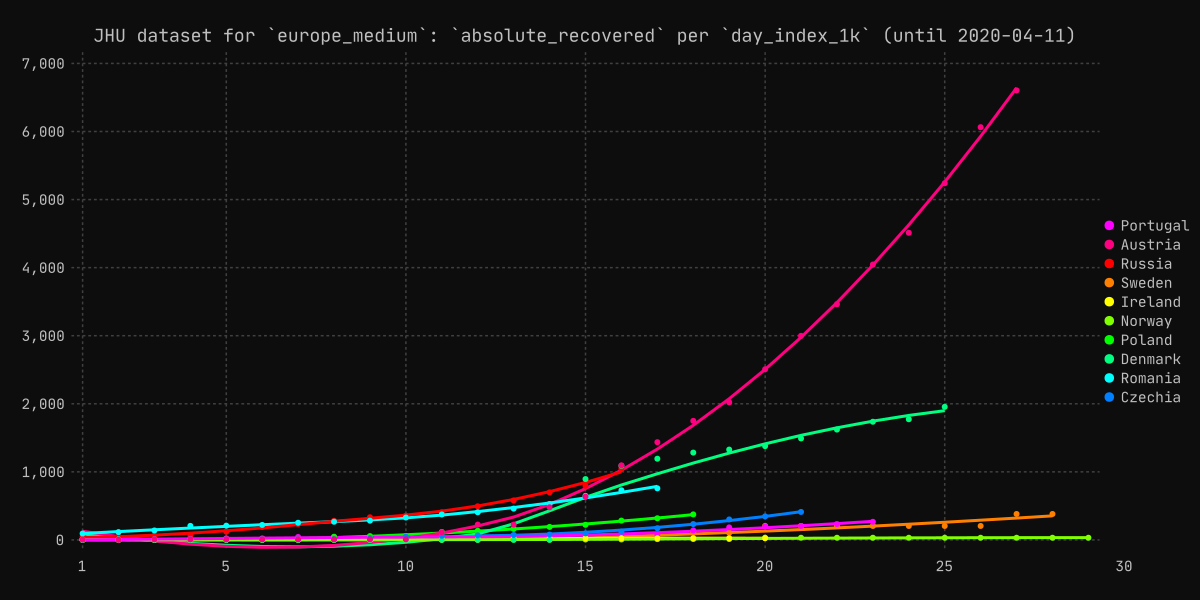 JHU dataset for `europe_medium`: `absolute_recovered` per `day_index_1k` (until 2020-04-11)
7,000
6,000
5,000
4,000
3,000
2,000
1,000
0
1 5 10 15 20 25 30
Portugal
Austria
Russia
Sweden
Ireland
Norway
Poland
Denmark
Romania
Czechia